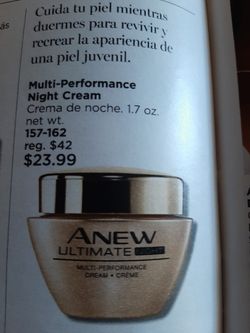 Cuida tu piel mientras
duermes para revivir y
recrear la apariencia de
una piel juvenil.
Multi-Performance
Night Cream
Crema de noche. 1.7 oz.
net wt.
157-162
reg. $42
$23.99
ANEW
ULTIMATE NIGHT
MULTI-PERFORMANCE
CREAM • CRÈME